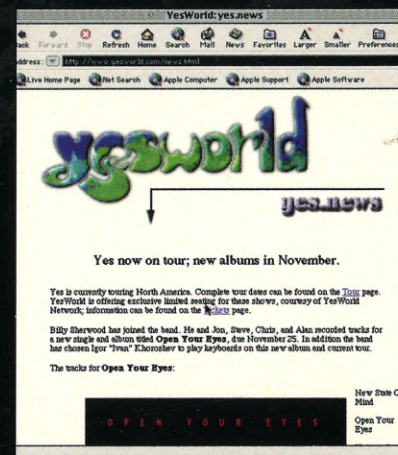 YesWorld:yes.news
Back Forward Stop Refresh Home Search Mail News Favorites Larger Smaller Preferences
Address: http://www.yesworld.com/news.html
Live Home Page Net Search Apple Computer Apple Support Apple Software
yesworld
yes.news
Yes now on tour; new albums in November.
Yes is currently touring North America. Complete tour dates can be found on the Tour page.
YesWorld is offering exclusive limited seating for these shows, courtesy of YesWorld
Network; information can be found on the Tickets page.
Billy Sherwood has joined the band. He and Jon, Steve, Chris, and Alan recorded tracks for
a new single and album titled Open Your Eyes, due November 25. In addition the band
has chosen Igor "Ivan" Khoroshev to play keyboards on this new album and current tour.
The tracks for Open Your Eyes:
New State O
Mind
OPEN YOUR EYES
Open Your
Eyes